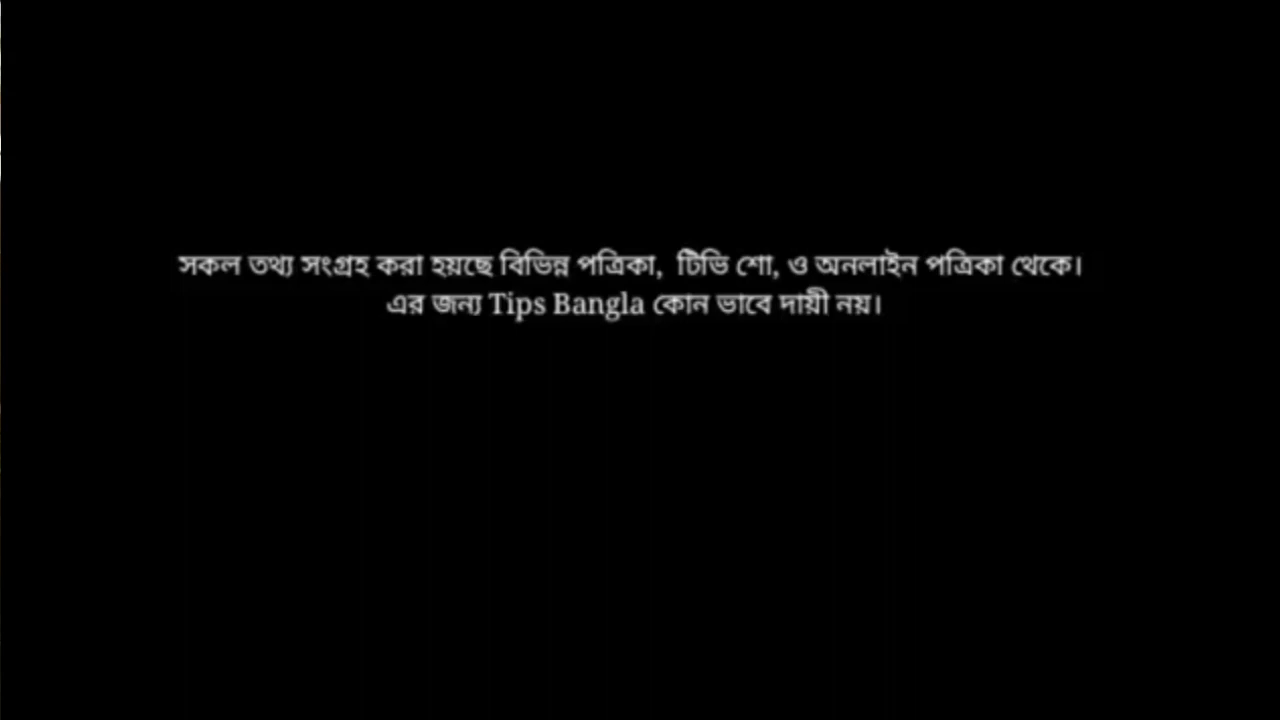 সকল তথ্য সংগ্রহ করা হয়ছে বিভিন্ন পত্রিকা, টিভি শো, ও অনলাইন পত্রিকা থেকে।
এর জন্য Tips Bangla কোন ভাবে দায়ী নয়।